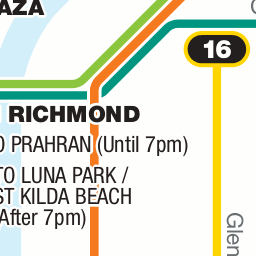 AZA
16
RICHMOND
O PRAHRAN (Until 7pm)
TO LUNA PARK /
ST KILDA BEACH
After 7pm)
Glen